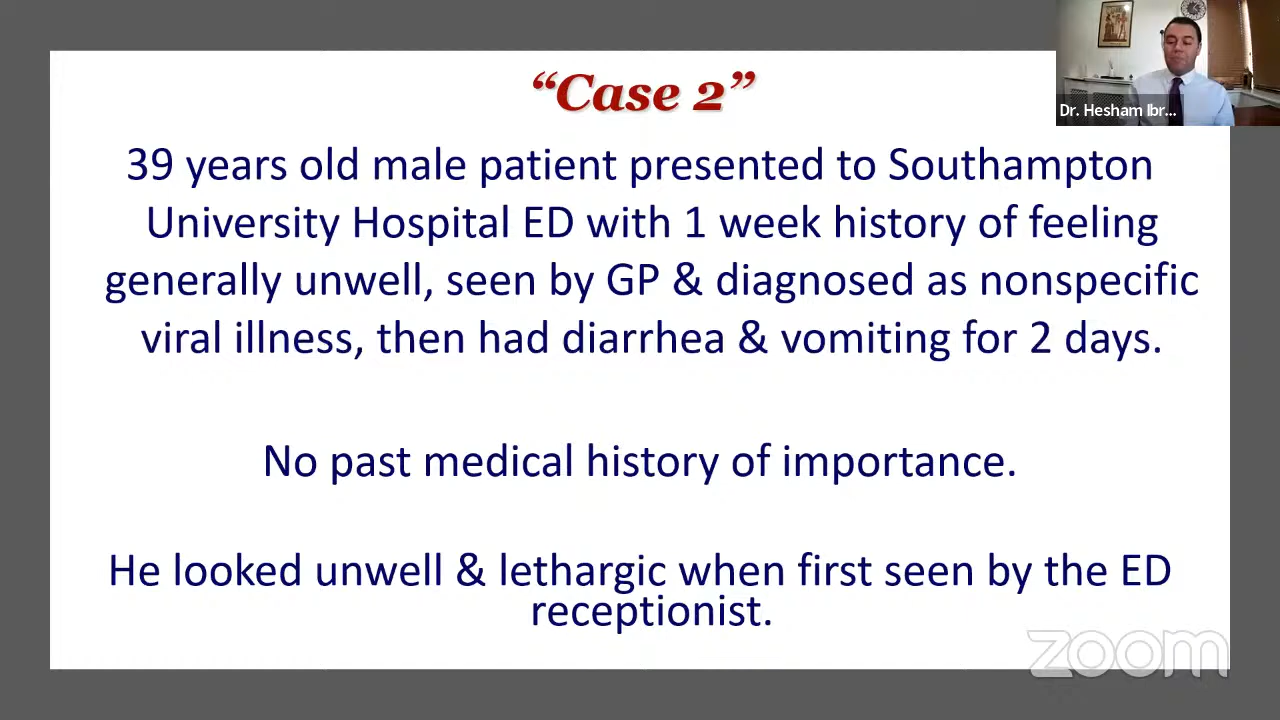 “Case 2”
Dr. Hesham Ibr...
39 years old male patient presented to Southampton
University Hospital ED with 1 week history of feeling
generally unwell, seen by GP & diagnosed as nonspecific
viral illness, then had diarrhea & vomiting for 2 days.
No past medical history of importance.
He looked unwell & lethargic when first seen by the ED
receptionist.
zoom